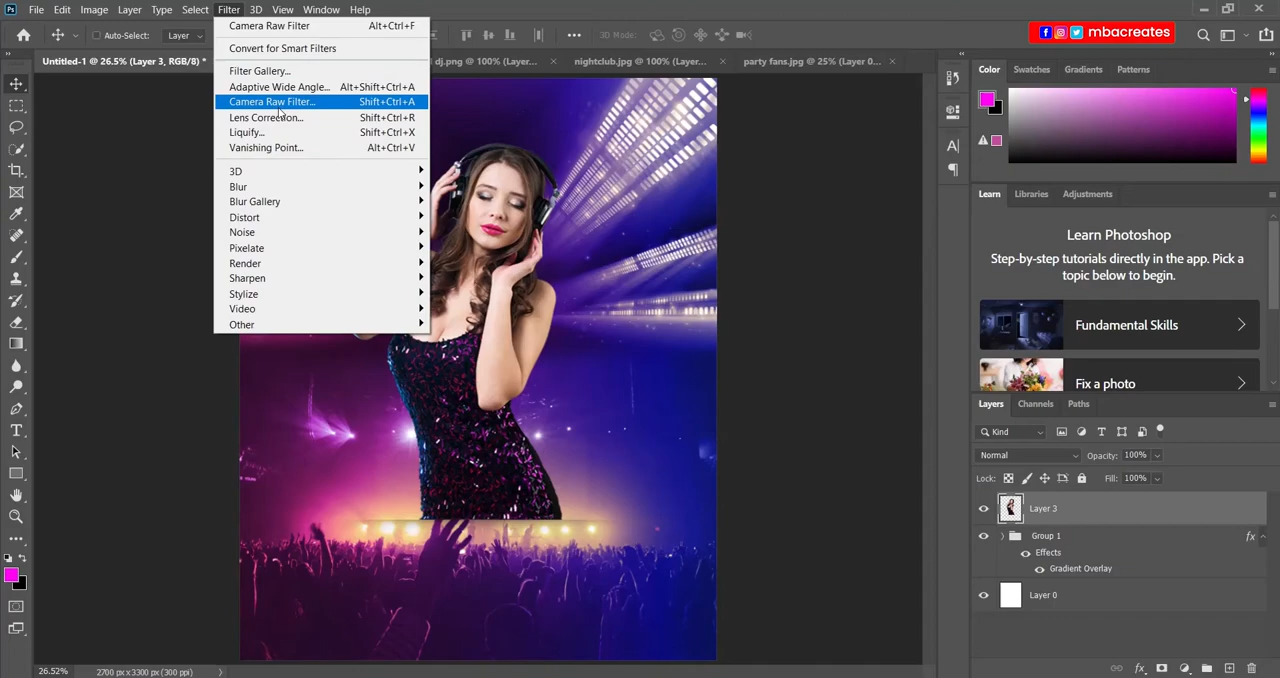 Ps File Edit Image Layer Type Select Filter 3D View Window Help
Auto-Select: Layer 3D Mode: mbacreates
Untitled-1 @ 26.5% (Layer 3, RGB/8) * dj.png @ 100% (Layer... nightclub.jpg @ 100% (Layer... party fans.jpg @ 25% (Layer 0...
Camera Raw Filter Alt+Ctrl+F
Convert for Smart Filters
Filter Gallery...
Adaptive Wide Angle... Alt+Shift+Ctrl+A
Camera Raw Filter... Shift+Ctrl+A
Lens Correction... Shift+Ctrl+R
Liquify... Shift+Ctrl+X
Vanishing Point... Alt+Ctrl+V
3D
Blur
Blur Gallery
Distort
Noise
Pixelate
Render
Sharpen
Stylize
Video
Other
Color Swatches Gradients Patterns
Learn Libraries Adjustments
Learn Photoshop
Step-by-step tutorials directly in the app. Pick a
topic below to begin.
Fundamental Skills
Fix a photo
Layers Channels Paths
Kind
Normal Opacity: 100%
Lock: Fill: 100%
Layer 3
Group 1 fx
Effects
Gradient Overlay
Layer 0
fx
26.52% 2700 px x 3300 px (300 ppi)